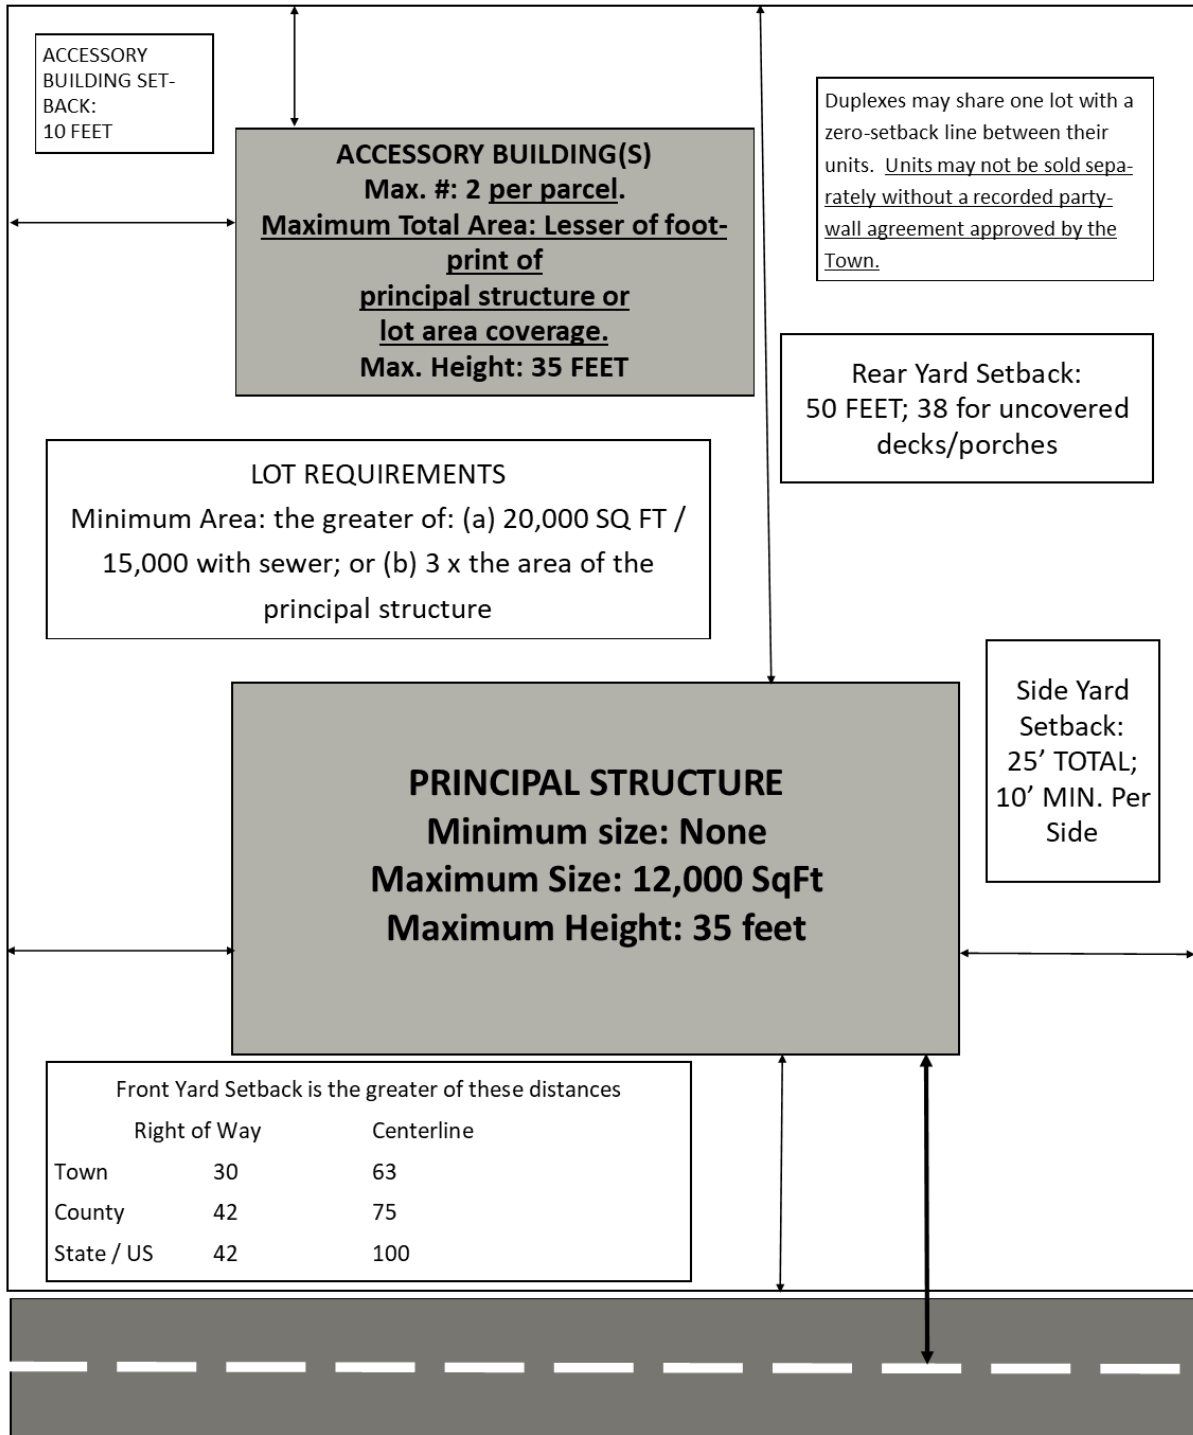 ACCESSORY
BUILDING SET-
BACK:
10 FEET
ACCESSORY BUILDING(S)
Max. #: 2 per parcel.
Maximum Total Area: Lesser of foot-
print of
principal structure or
lot area coverage.
Max. Height: 35 FEET
Duplexes may share one lot with a
zero-setback line between their
units.  Units may not be sold sepa-
rately without a recorded party-
wall agreement approved by the
Town.
Rear Yard Setback:
50 FEET; 38 for uncovered
decks/porches
LOT REQUIREMENTS
Minimum Area: the greater of: (a) 20,000 SQ FT /
15,000 with sewer; or (b) 3 x the area of the
principal structure
Side Yard
Setback:
25’ TOTAL;
10’ MIN. Per
Side
PRINCIPAL STRUCTURE
Minimum size: None
Maximum Size: 12,000 SqFt
Maximum Height: 35 feet
Front Yard Setback is the greater of these distances
Right of Way Centerline
Town 30 63
County 42 75
State / US 42 100